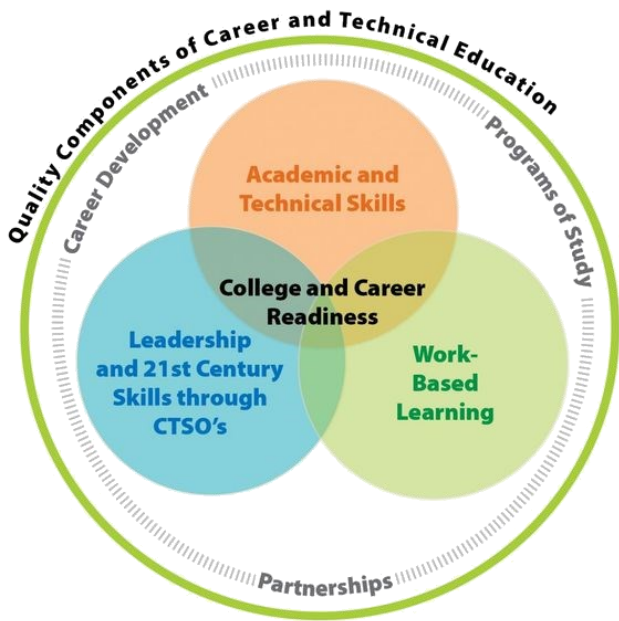 Quality Components of Career and Technical Education
Career Development
Programs of Study
Academic and
Technical Skills
College and Career
Readiness
Leadership
and 21st Century
Skills through
CTSO's
Work-
Based
Learning
Partnerships